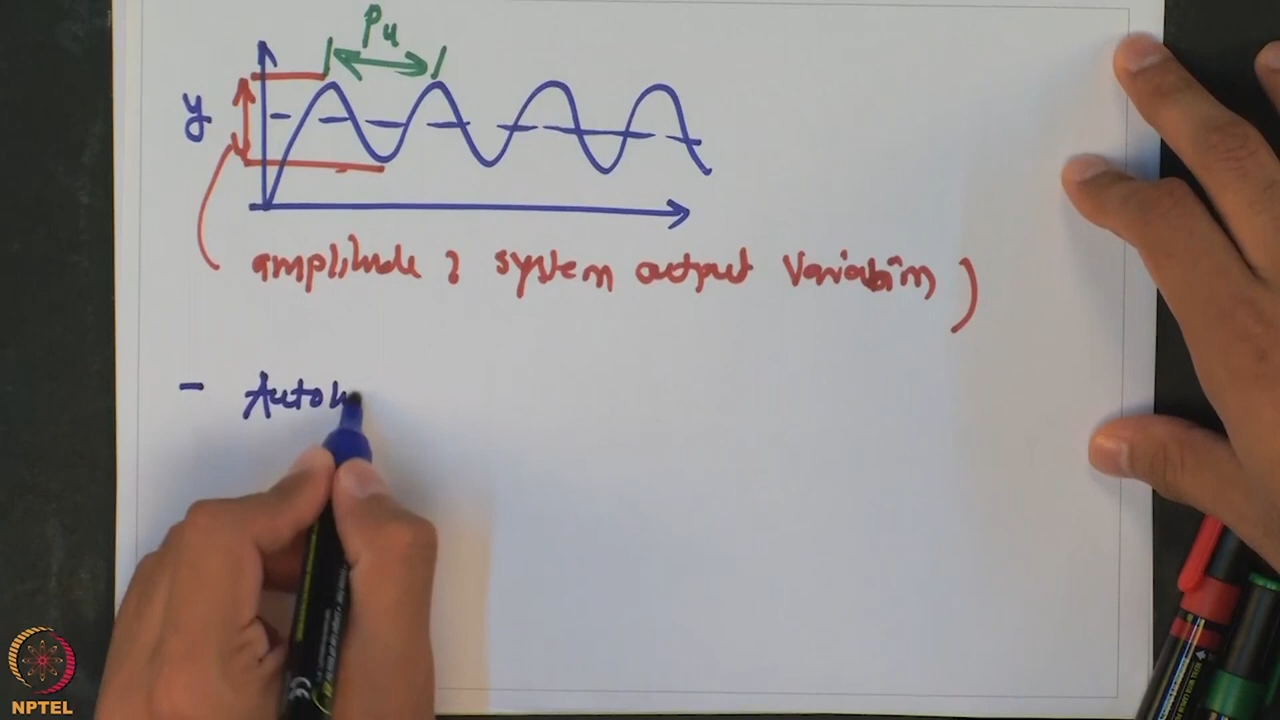 Pu
y
amplitude : system output variation)
- Auto
NPTEL